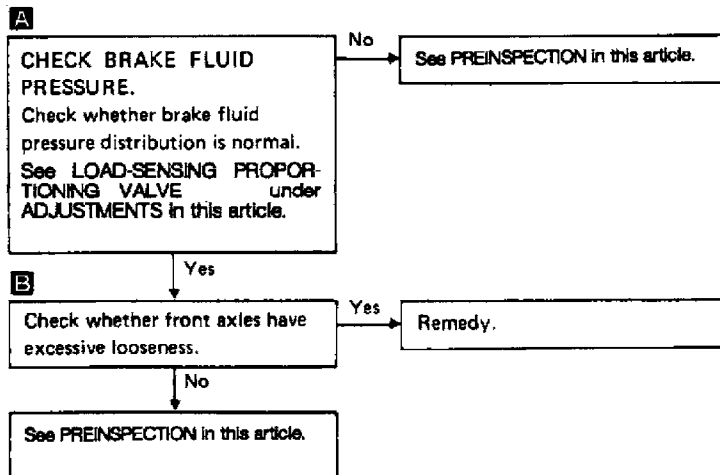 A
CHECK BRAKE FLUID
PRESSURE.
Check whether brake fluid
pressure distribution is normal.
See LOAD-SENSING PROPOR-
TIONING VALVE under
ADJUSTMENTS in this article.
No
See PREINSPECTION in this article.
Yes
B
Check whether front axles have
excessive looseness.
Yes
Remedy.
No
See PREINSPECTION in this article.